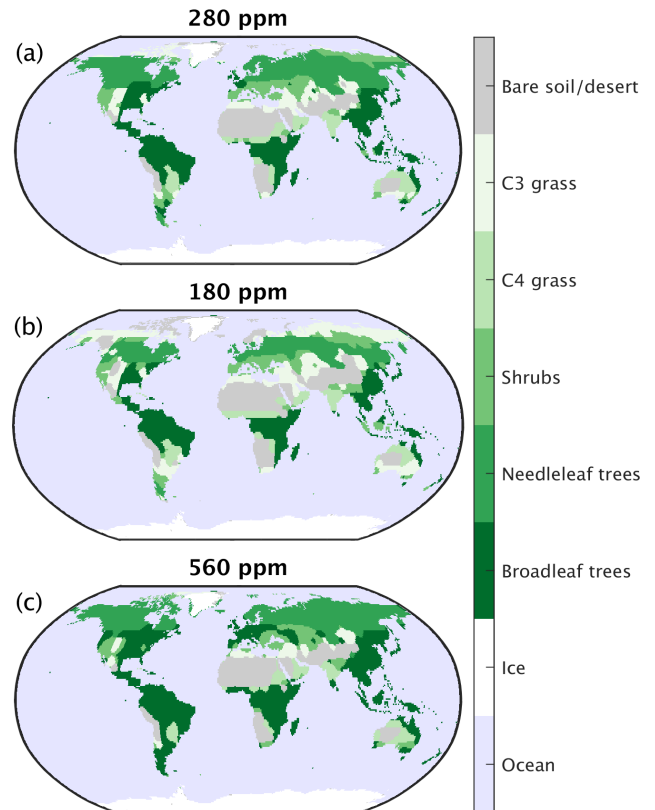 280 ppm
(a)
180 ppm
(b)
560 ppm
(c)
Bare soil/desert
C3 grass
C4 grass
Shrubs
Needleleaf trees
Broadleaf trees
Ice
Ocean